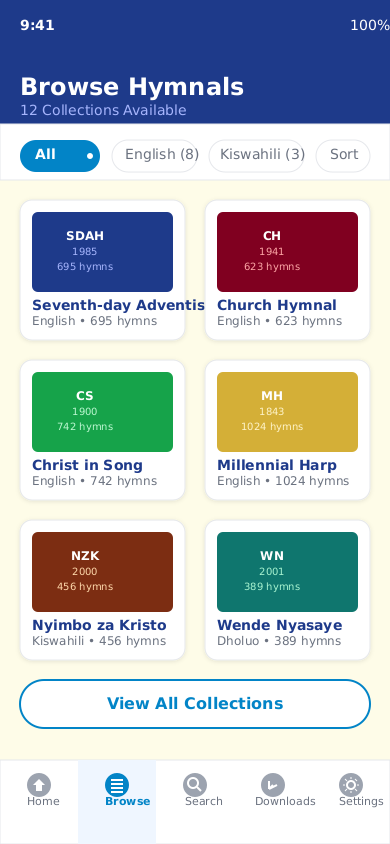 9:41 100%
Browse Hymnals
12 Collections Available
All English (8) Kiswahili (3) Sort
SDAH
1985
695 hymns
Seventh-day Adventis
English • 695 hymns
CH
1941
623 hymns
Church Hymnal
English • 623 hymns
CS
1900
742 hymns
Christ in Song
English • 742 hymns
MH
1843
1024 hymns
Millennial Harp
English • 1024 hymns
NZK
2000
456 hymns
Nyimbo za Kristo
Kiswahili • 456 hymns
WN
2001
389 hymns
Wende Nyasaye
Dholuo • 389 hymns
View All Collections
Home Browse Search Downloads Settings